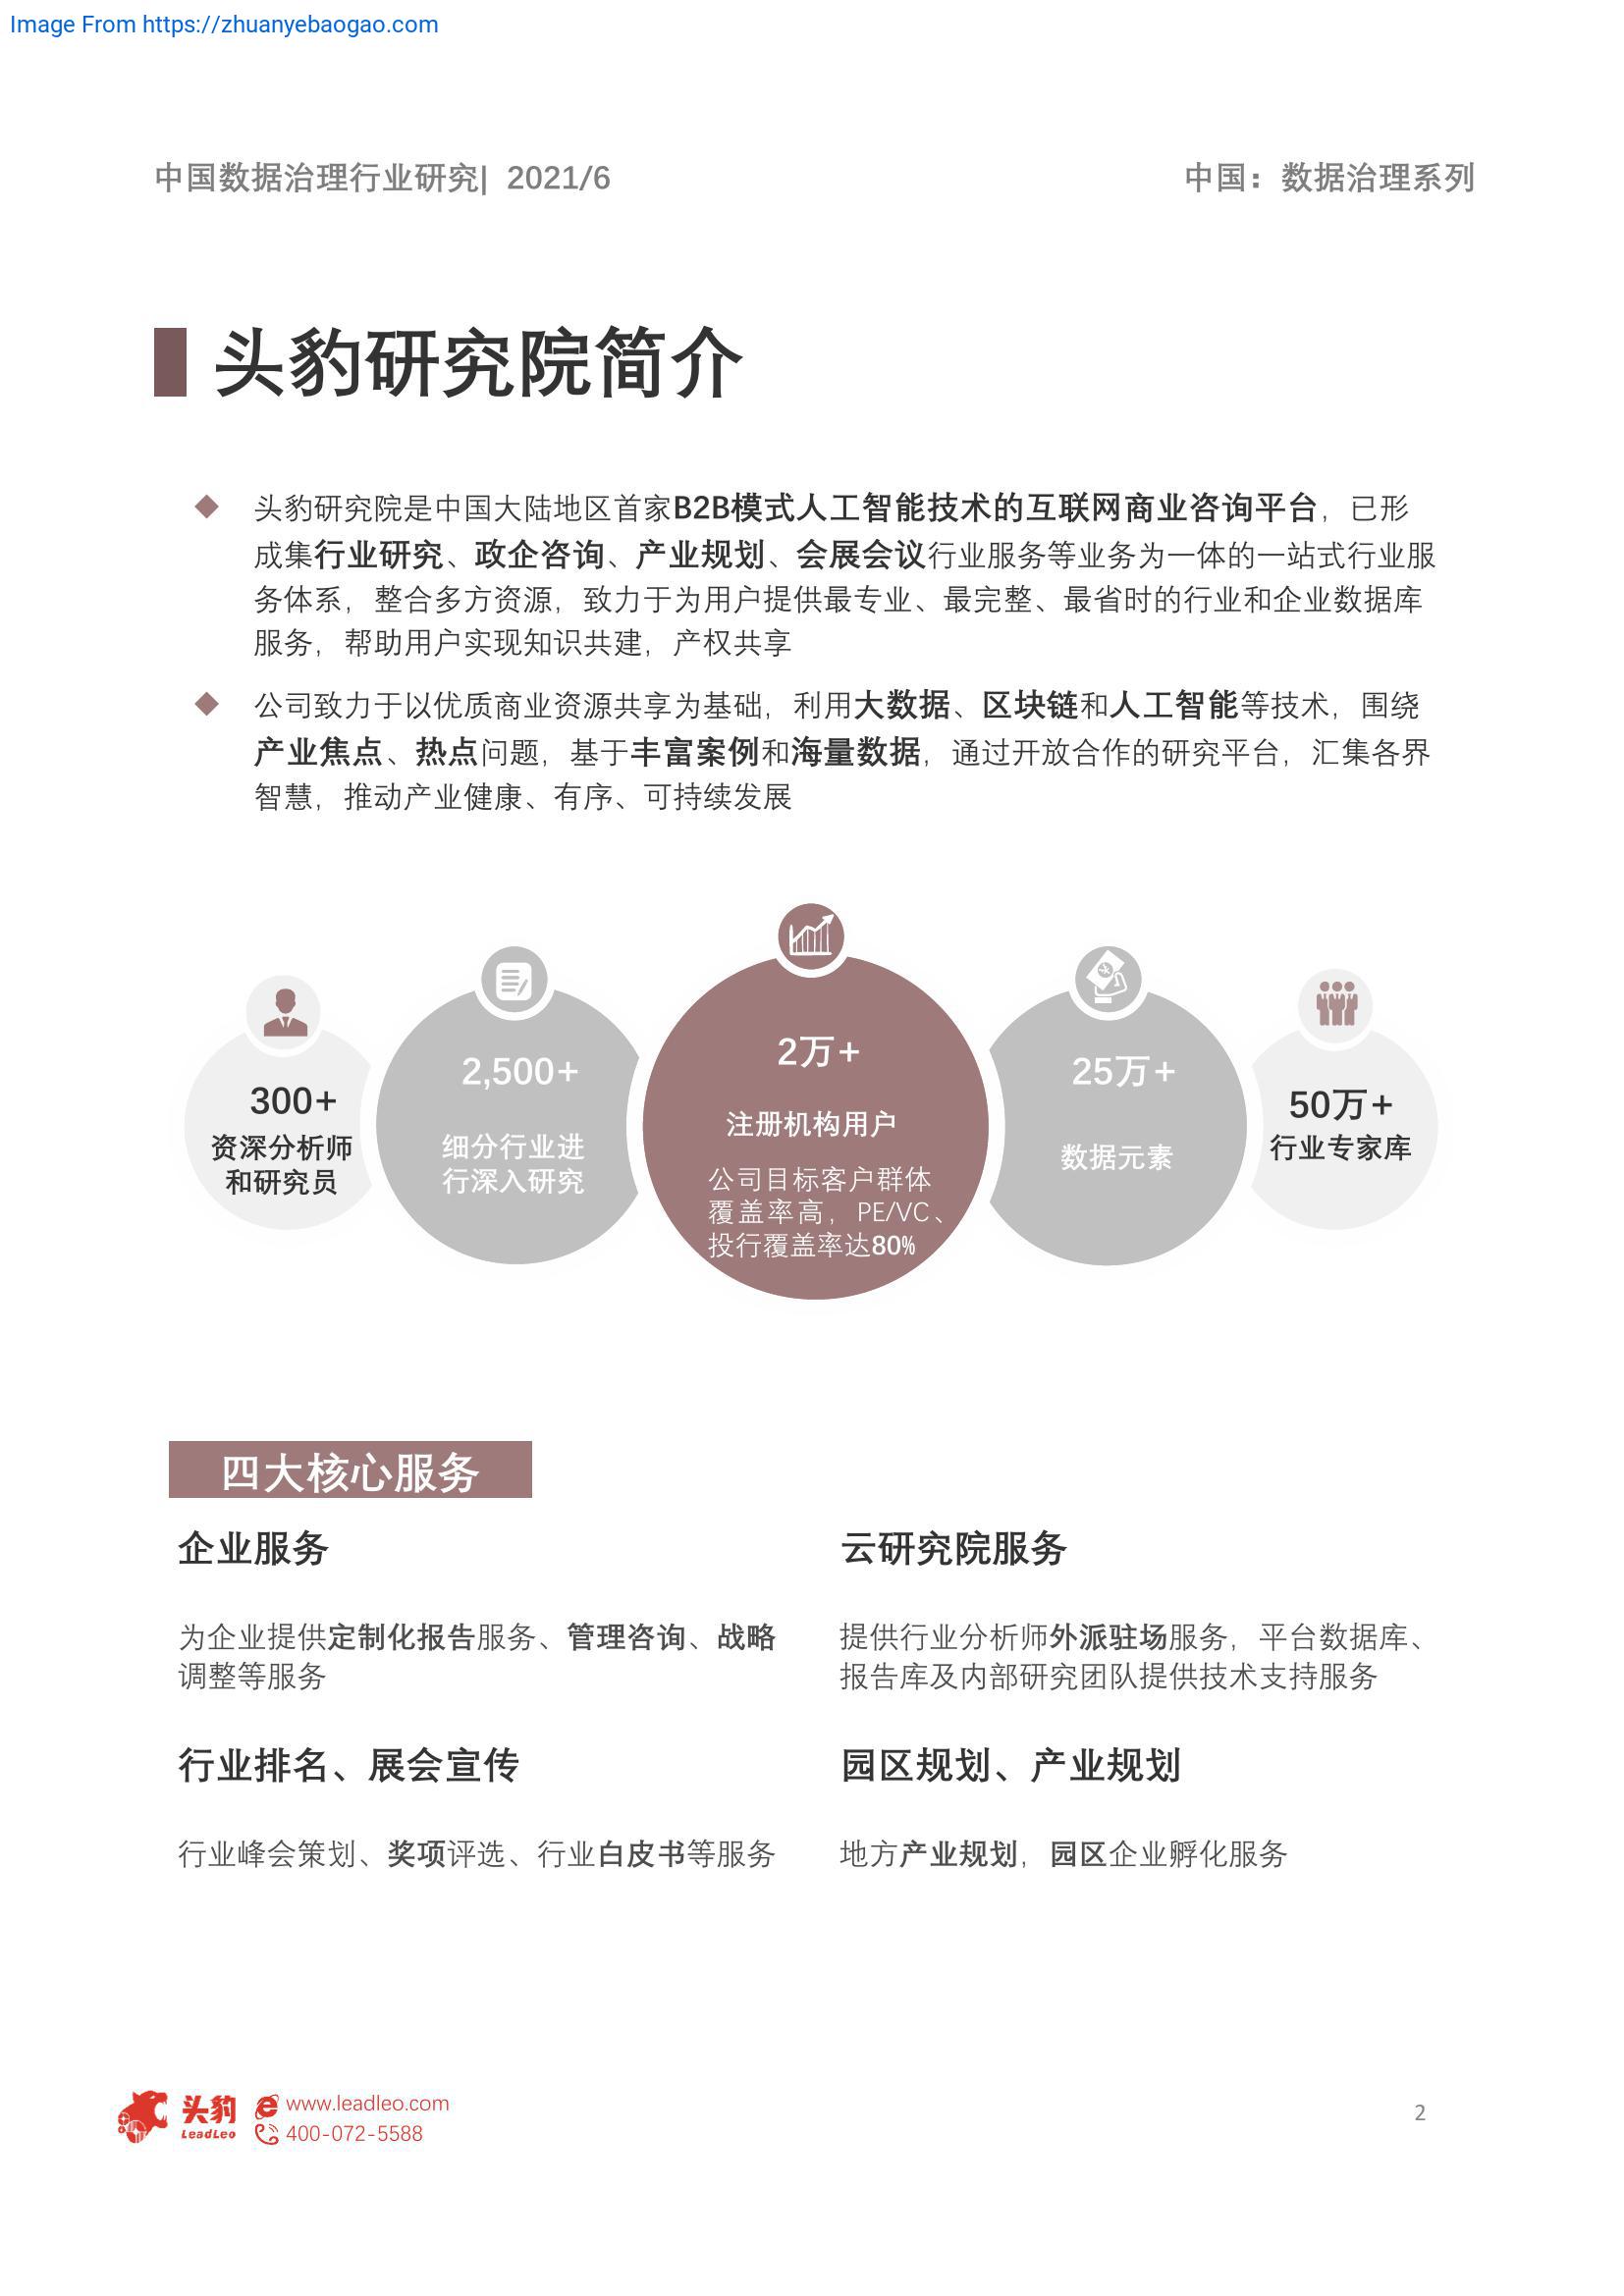 Image From https://zhuanyebaogao.com
中国数据治理行业研究| 2021/6
中国：数据治理系列
头豹研究院简介
头豹研究院是中国大陆地区首家B2B模式人工智能技术的互联网商业咨询平台，已形
成集行业研究、政企咨询、产业规划、会展会议行业服务等业务为一体的一站式行业服
务体系，整合多方资源，致力于为用户提供最专业、最完整、最省时的行业和企业数据库
服务，帮助用户实现知识共建，产权共享
公司致力于以优质商业资源共享为基础，利用大数据、区块链和人工智能等技术，围绕
产业焦点、热点问题，基于丰富案例和海量数据，通过开放合作的研究平台，汇集各界
智慧，推动产业健康、有序、可持续发展
300+
资深分析师
和研究员
2,500+
细分行业进
行深入研究
2万+
注册机构用户
公司目标客户群体
覆盖率高，PE/VC、
投行覆盖率达80%
25万+
数据元素
50万+
行业专家库
四大核心服务
企业服务
为企业提供定制化报告服务、管理咨询、战略
调整等服务
云研究院服务
提供行业分析师外派驻场服务，平台数据库、
报告库及内部研究团队提供技术支持服务
行业排名、展会宣传
行业峰会策划、奖项评选、行业白皮书等服务
园区规划、产业规划
地方产业规划，园区企业孵化服务
头豹
LeadLeo
www.leadleo.com
400-072-5588
2